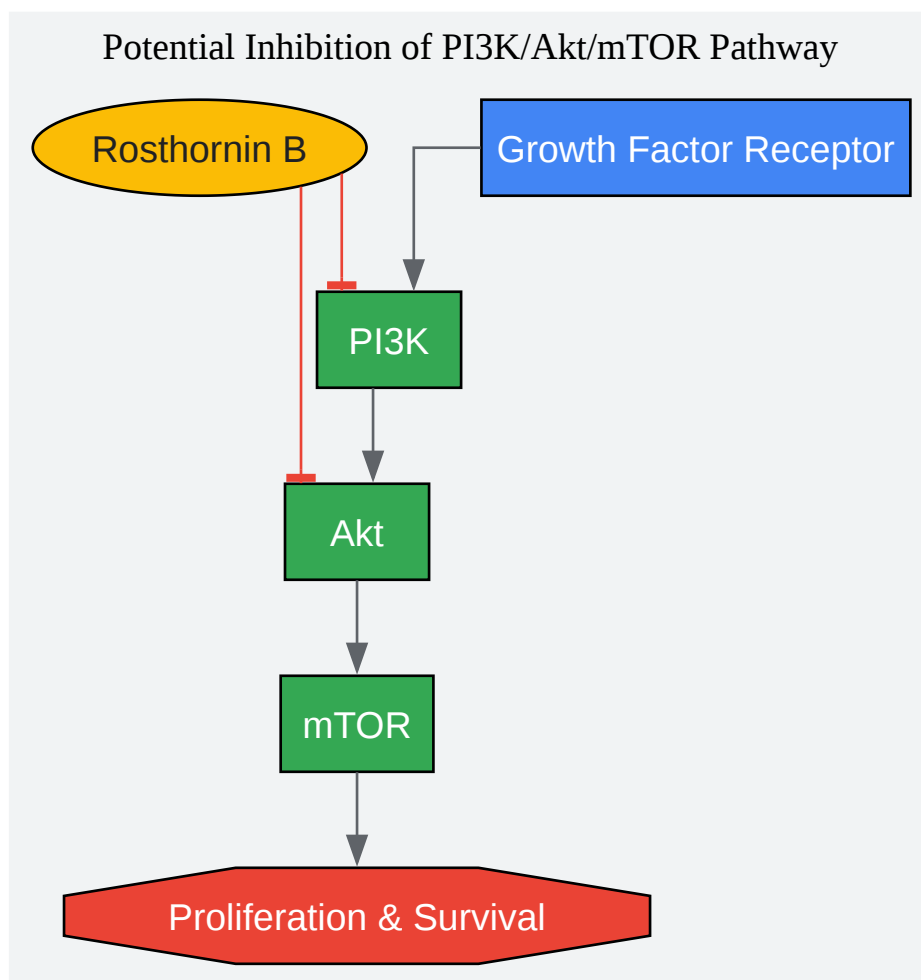 Potential Inhibition of PI3K/Akt/mTOR Pathway
Rosthornin B
Growth Factor Receptor
PI3K
Akt
mTOR
Proliferation & Survival